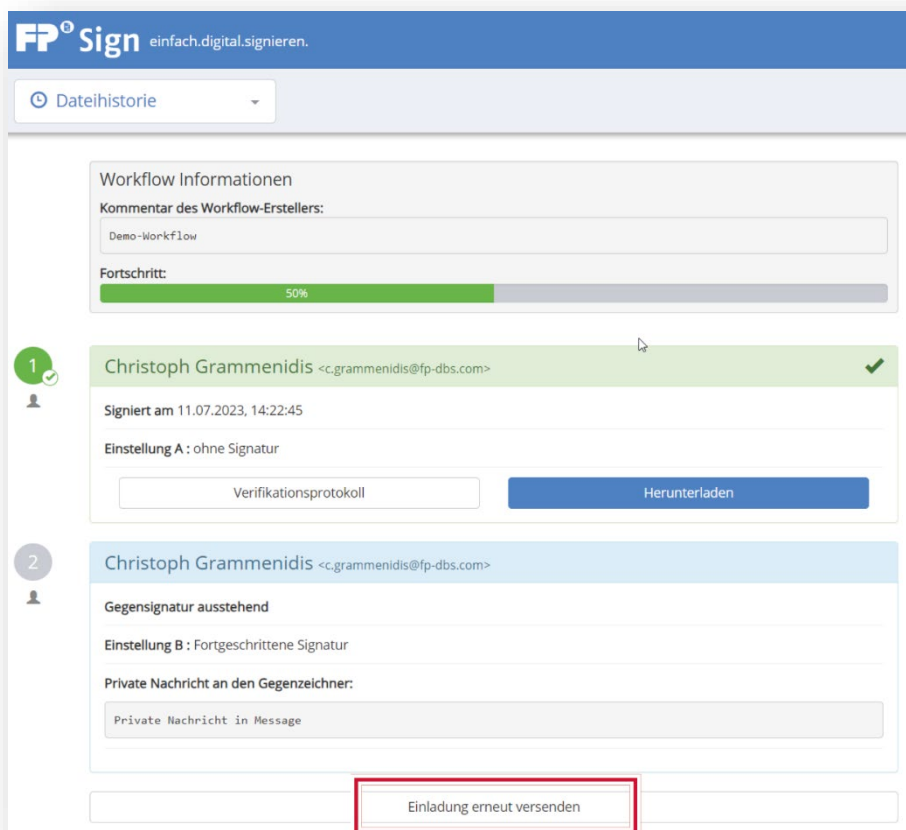 FP Sign einfach.digital.signieren.
Dateihistorie
Workflow Informationen
Kommentar des Workflow-Erstellers:
Demo-Workflow
Fortschritt:
50%
1
Christoph Grammenidis <c.grammenidis@fp-dbs.com>
Signiert am 11.07.2023, 14:22:45
Einstellung A : ohne Signatur
Verifikationsprotokoll Herunterladen
2
Christoph Grammenidis <c.grammenidis@fp-dbs.com>
Gegensignatur ausstehend
Einstellung B : Fortgeschrittene Signatur
Private Nachricht an den Gegenzeichner:
Private Nachricht in Message
Einladung erneut versenden